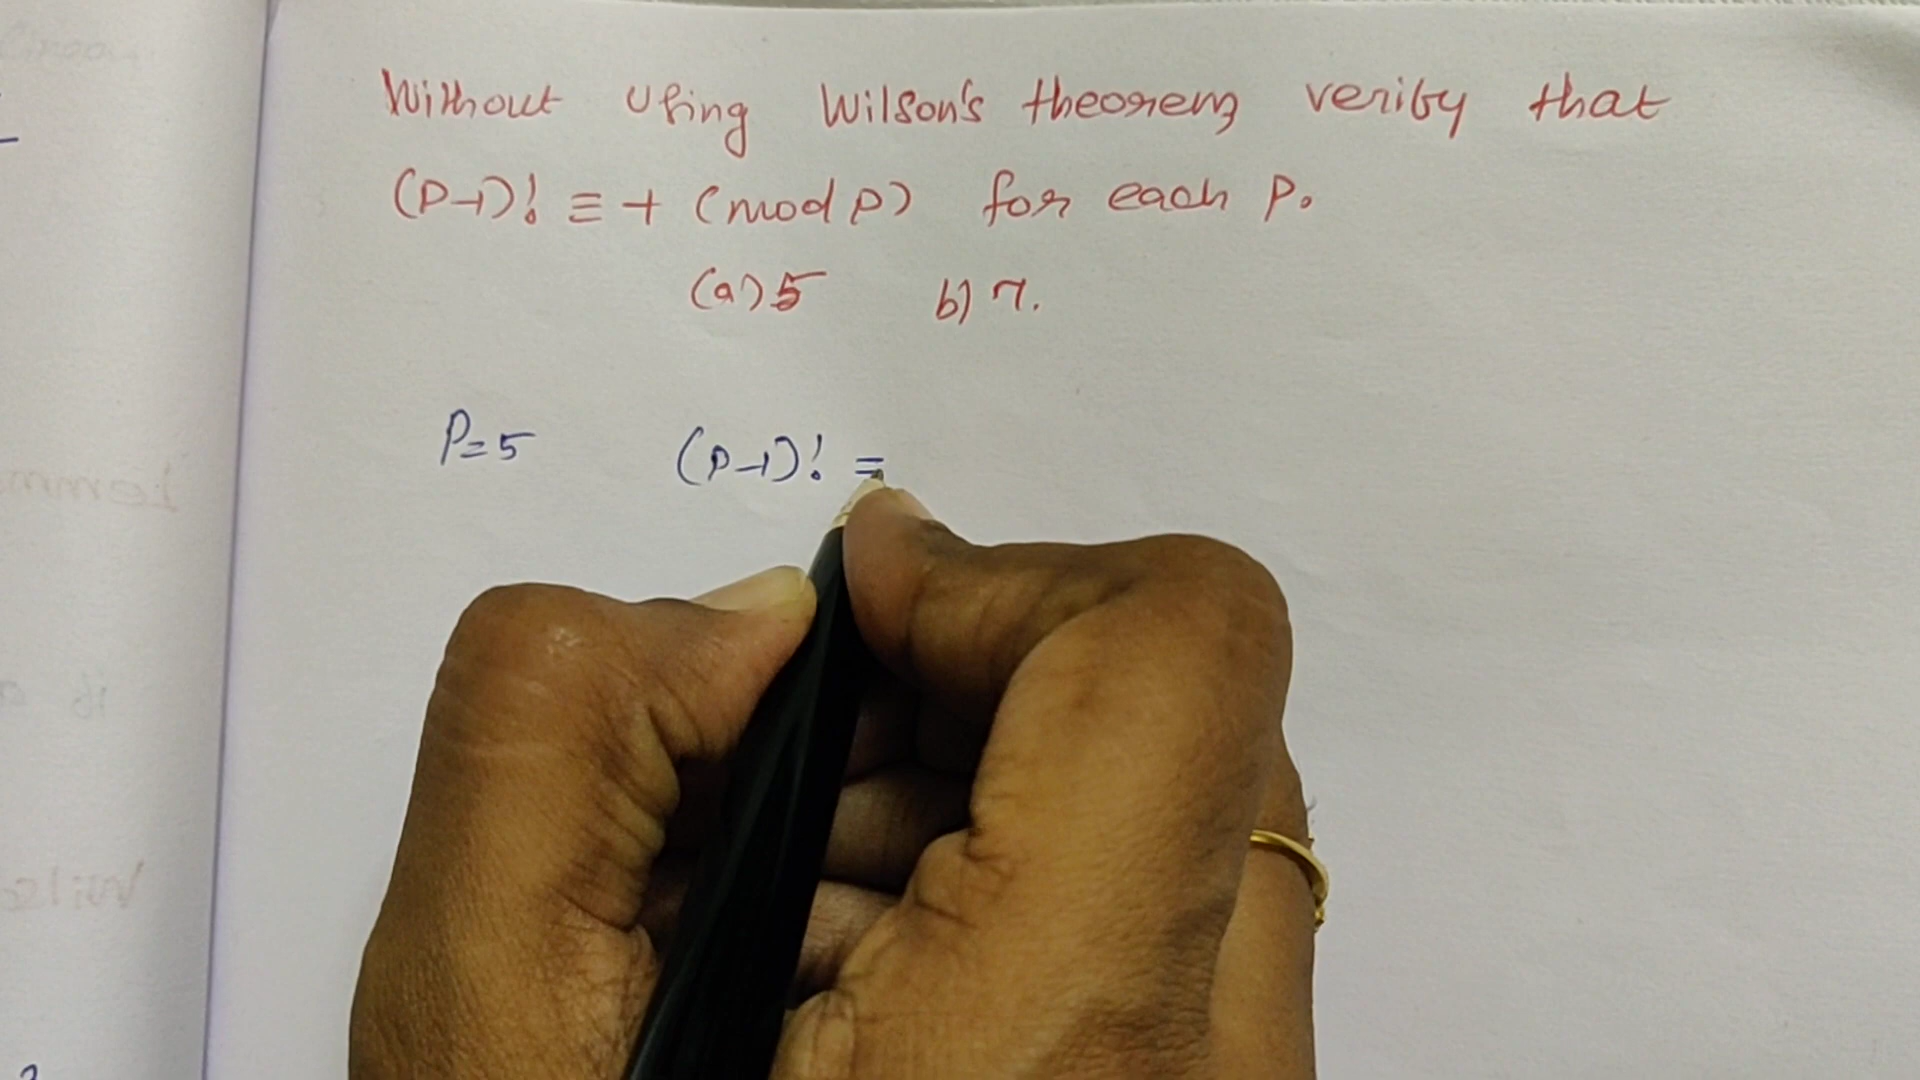 Without Using Wilson's theorem verify that
(P-1)! ≡ -1 (mod P) for each P.
(a) 5 b) 7.
P=5 (P-1)! =